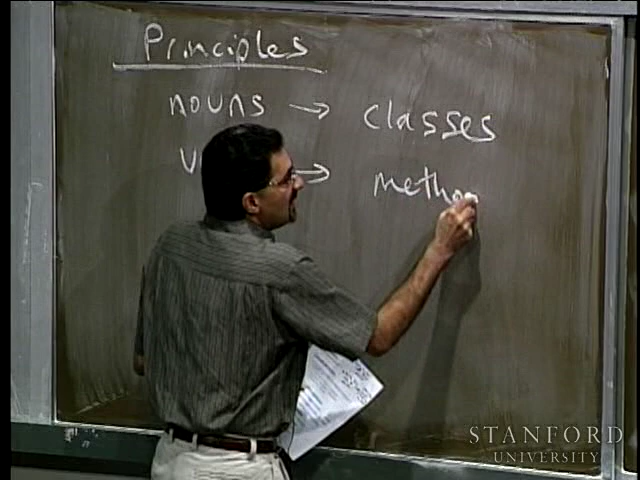 Principles
nouns → classes
→ metho
STANFORD
UNIVERSITY